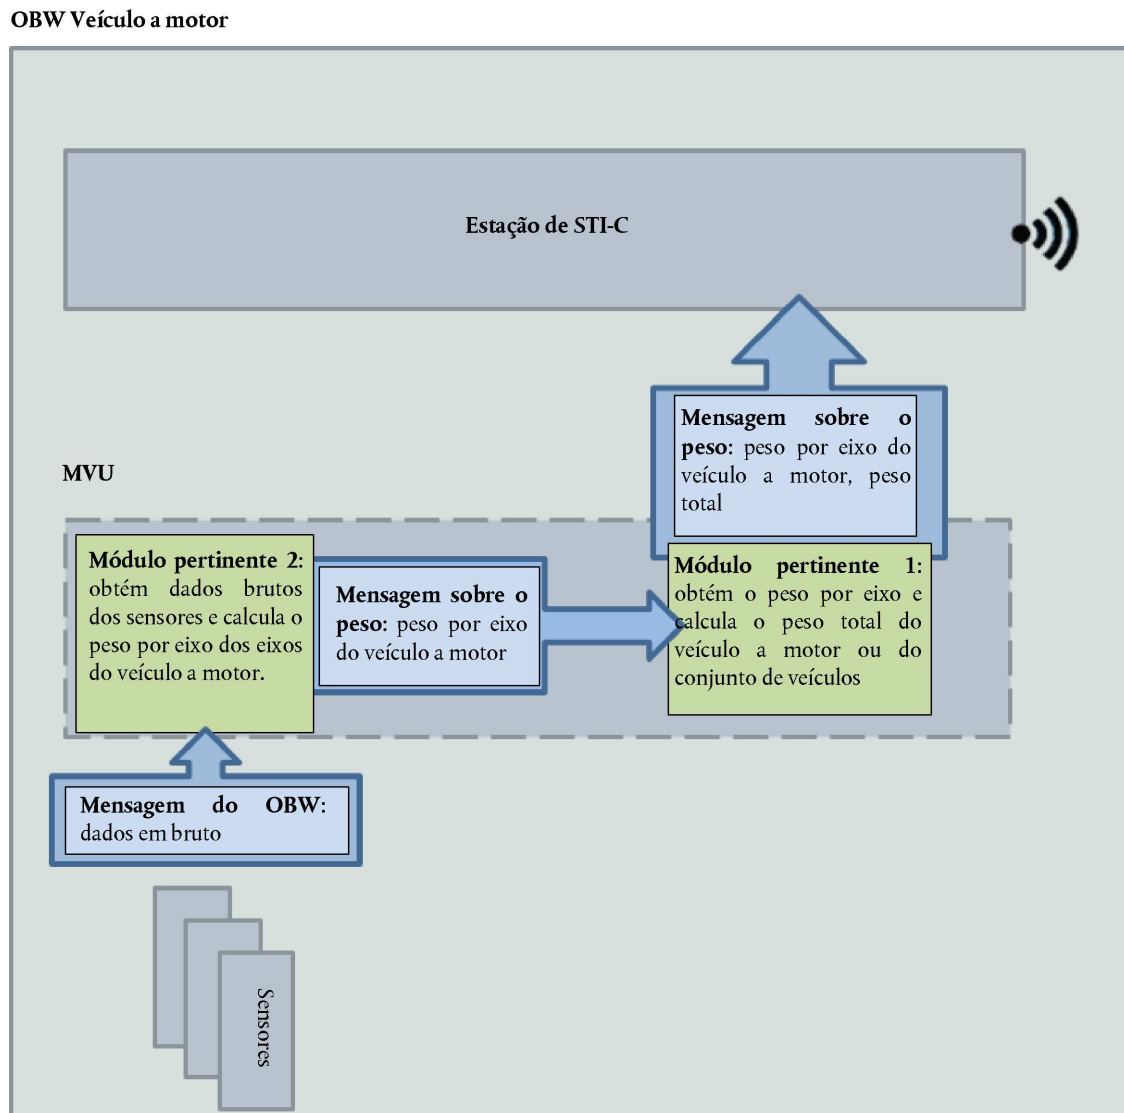 OBW Veículo a motor
Estação de STI-C
Mensagem sobre o
peso: peso por eixo do
veículo a motor, peso
total
MVU
Módulo pertinente 2:
obtém dados brutos
dos sensores e calcula o
peso por eixo dos eixos
do veículo a motor.
Mensagem sobre o
peso: peso por eixo
do veículo a motor
Módulo pertinente 1:
obtém o peso por eixo e
calcula o peso total do
veículo a motor ou do
conjunto de veículos
Mensagem do OBW:
dados em bruto
Sensores